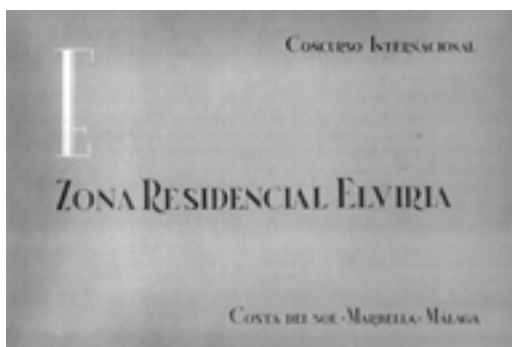 Concurso Internacional
E
Zona Residencial Elviria
Costa del Sol - Marbella - Málaga